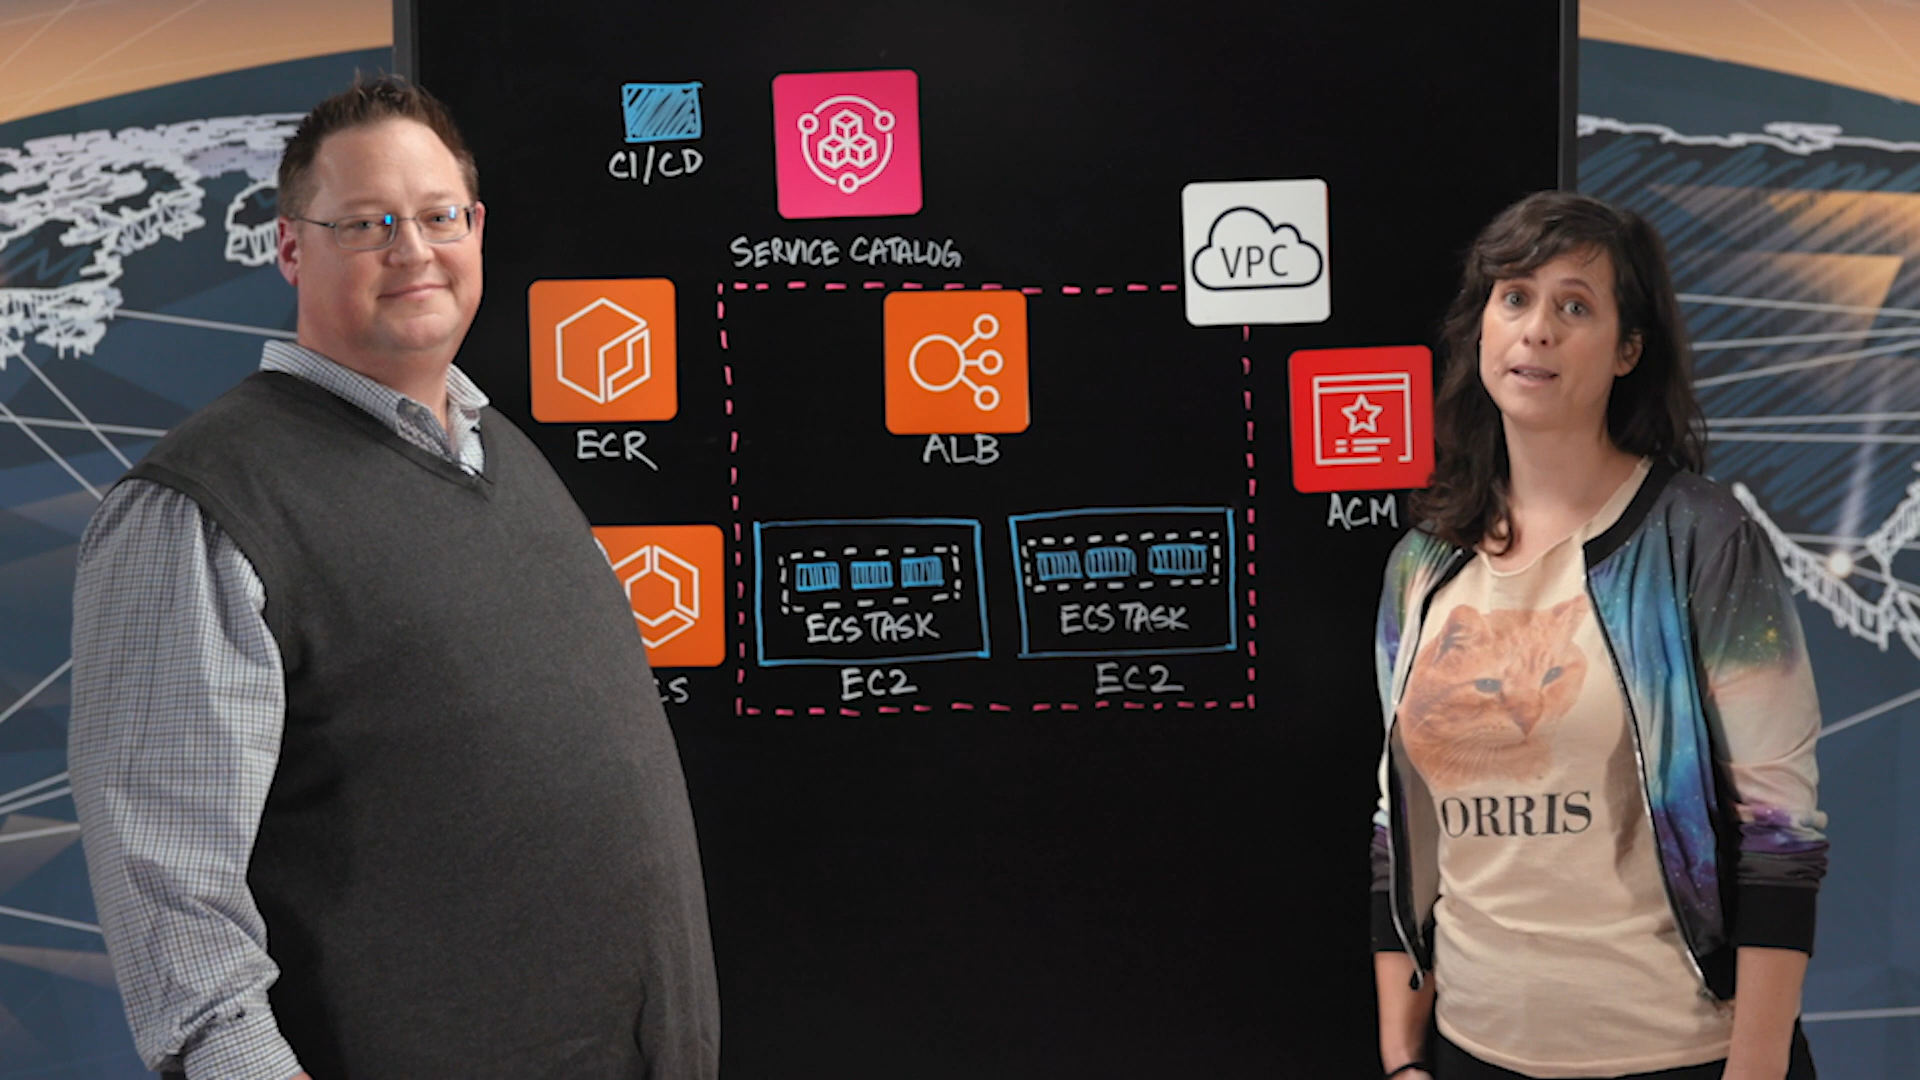 CI/CD
SERVICE CATALOG
VPC
ECR
ALB
ACM
ECS TASK
ECS TASK
EC2
EC2
ORRIS